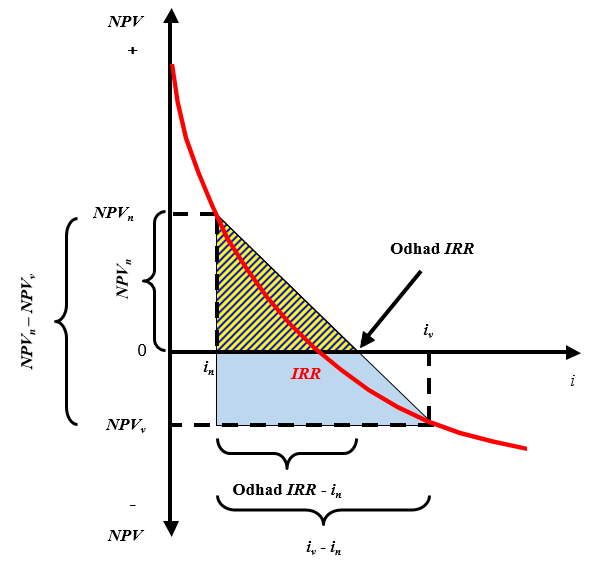 NPV
+
NPVn
NPVn
NPVn – NPVv
Odhad IRR
iv
0
in
IRR
i
NPVv
Odhad IRR - in
-
NPV
iv - in